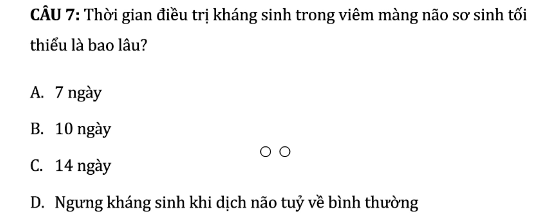 CÂU 7: Thời gian điều trị kháng sinh trong viêm màng não sơ sinh tối
thiểu là bao lâu?
A. 7 ngày
B. 10 ngày
C. 14 ngày
D. Ngưng kháng sinh khi dịch não tuỷ về bình thường